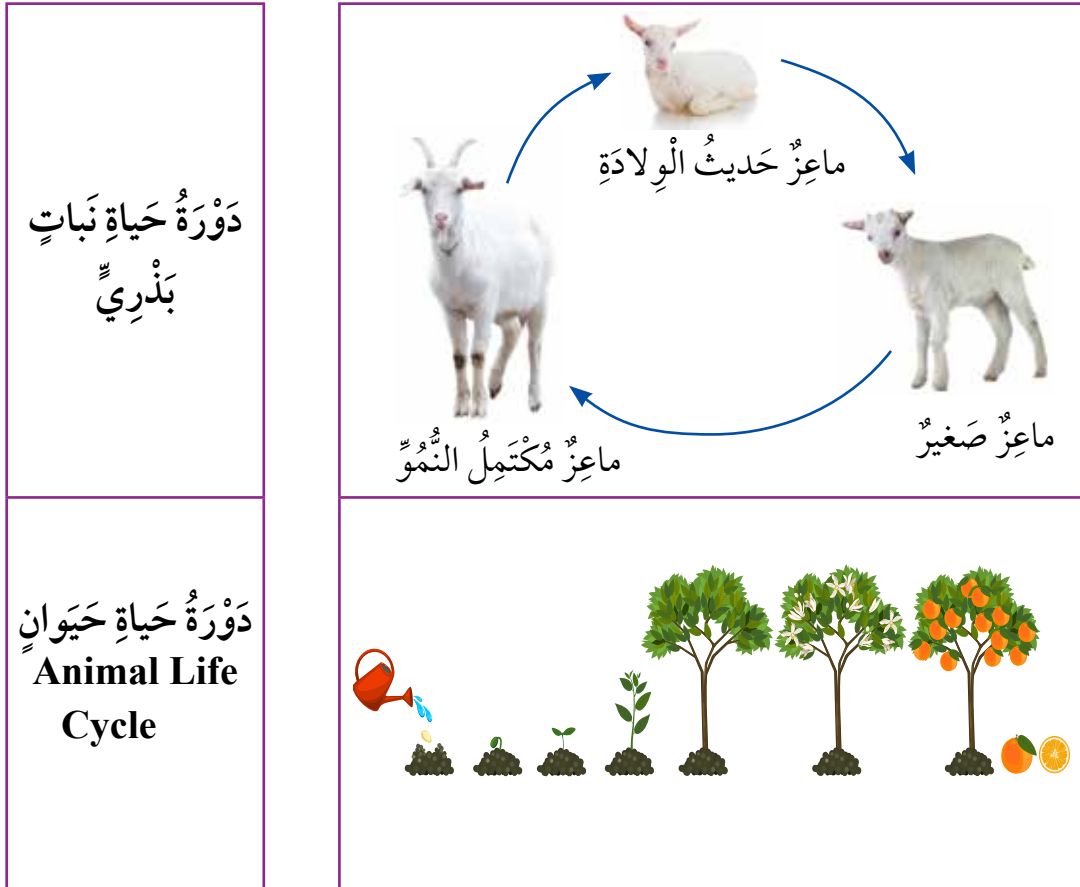 ماعِزٌ حَديثُ الْوِلادَةِ
ماعِزٌ صَغيرٌ
ماعِزٌ مُكْتَمِلُ النُّمُوِّ
دَوْرَةُ حَياةِ نَباتٍ
بَذْرِيٍّ
دَوْرَةُ حَياةِ حَيَوانٍ
Animal Life
Cycle